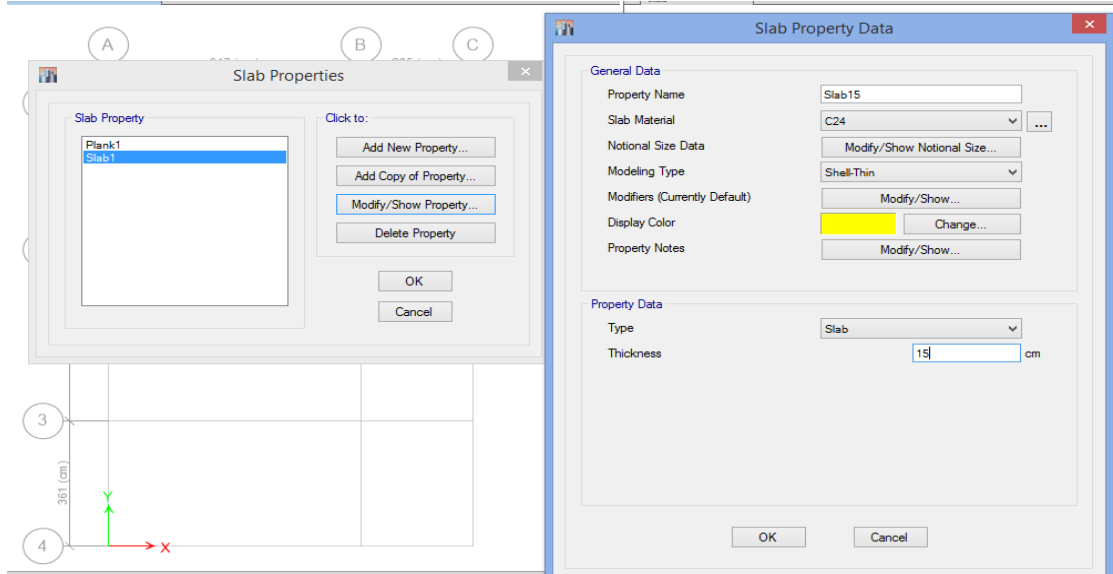 A
B
C
Slab Properties
Slab Property
Plank1
Slab1
Click to:
Add New Property...
Add Copy of Property...
Modify/Show Property...
Delete Property
OK
Cancel
3
361 (cm)
Y
X
4
Slab Property Data
General Data
Property Name
Slab15
Slab Material
C24
...
Notional Size Data
Modify/Show Notional Size...
Modeling Type
Shell-Thin
Modifiers (Currently Default)
Modify/Show...
Display Color
Change...
Property Notes
Modify/Show...
Property Data
Type
Slab
Thickness
15
cm
OK
Cancel